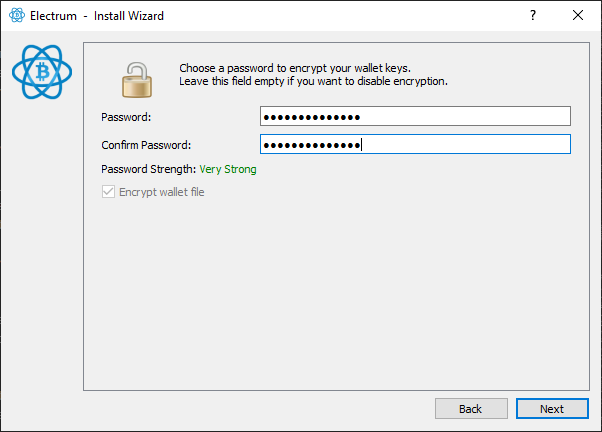 Electrum - Install Wizard
Choose a password to encrypt your wallet keys.
Leave this field empty if you want to disable encryption.
Password: ●●●●●●●●●●●●●●
Confirm Password: ●●●●●●●●●●●●●●
Password Strength: Very Strong
Encrypt wallet file
Back Next